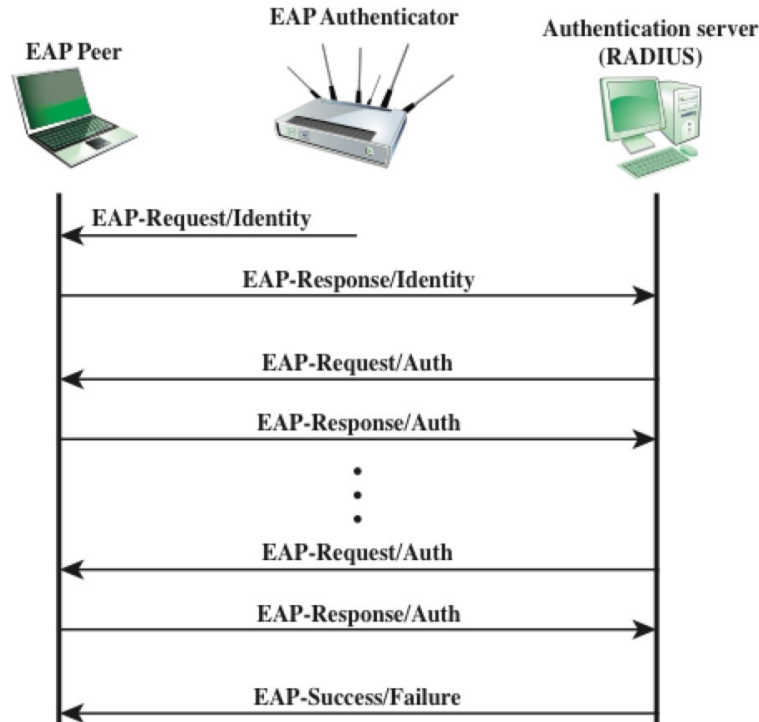 EAP Peer
EAP Authenticator
Authentication server
(RADIUS)
EAP-Request/Identity
EAP-Response/Identity
EAP-Request/Auth
EAP-Response/Auth
EAP-Request/Auth
EAP-Response/Auth
EAP-Success/Failure